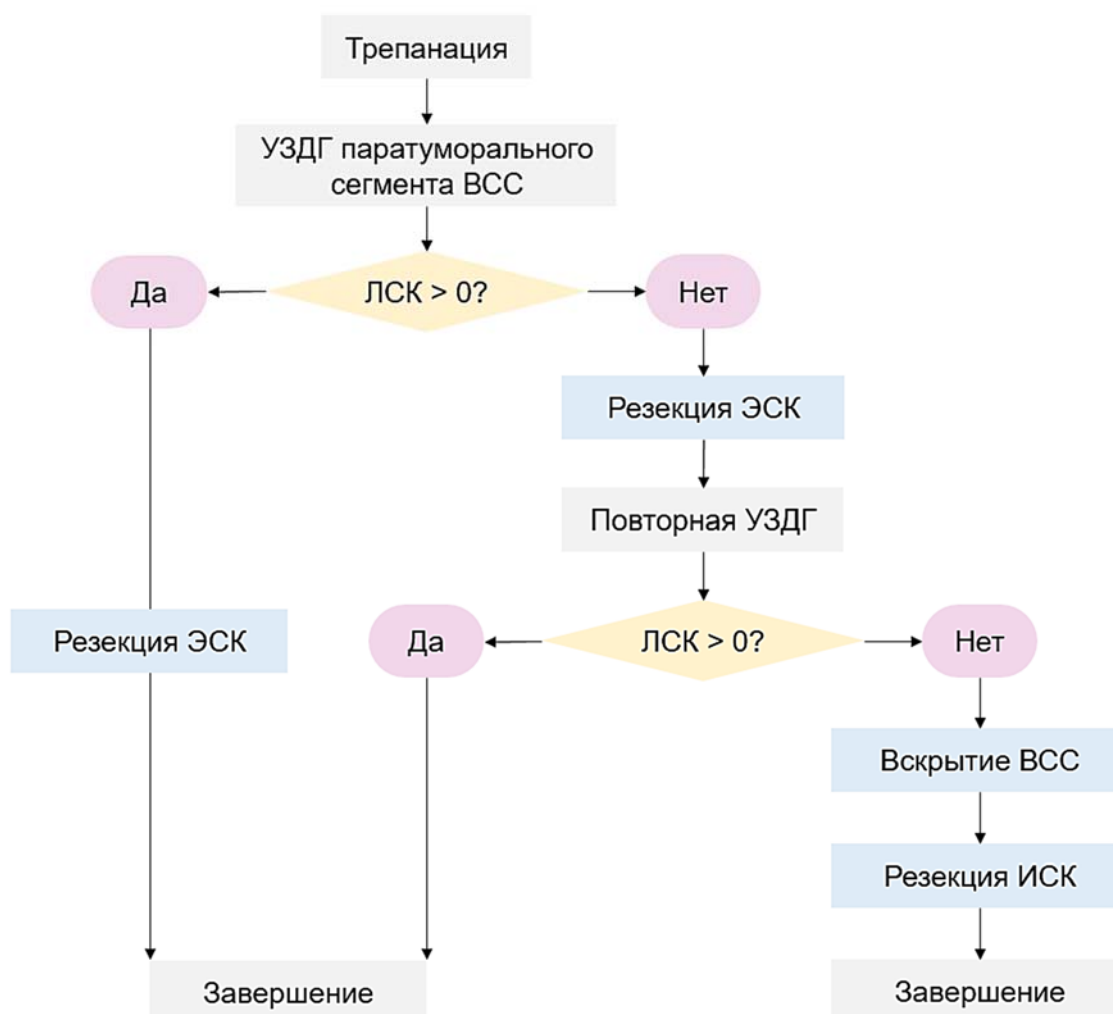 Трепанация
УЗДГ паратуморального
сегмента ВСС
Да
ЛСК > 0?
Нет
Резекция ЭСК
Повторная УЗДГ
Резекция ЭСК
Да
ЛСК > 0?
Нет
Вскрытие ВСС
Резекция ИСК
Завершение
Завершение